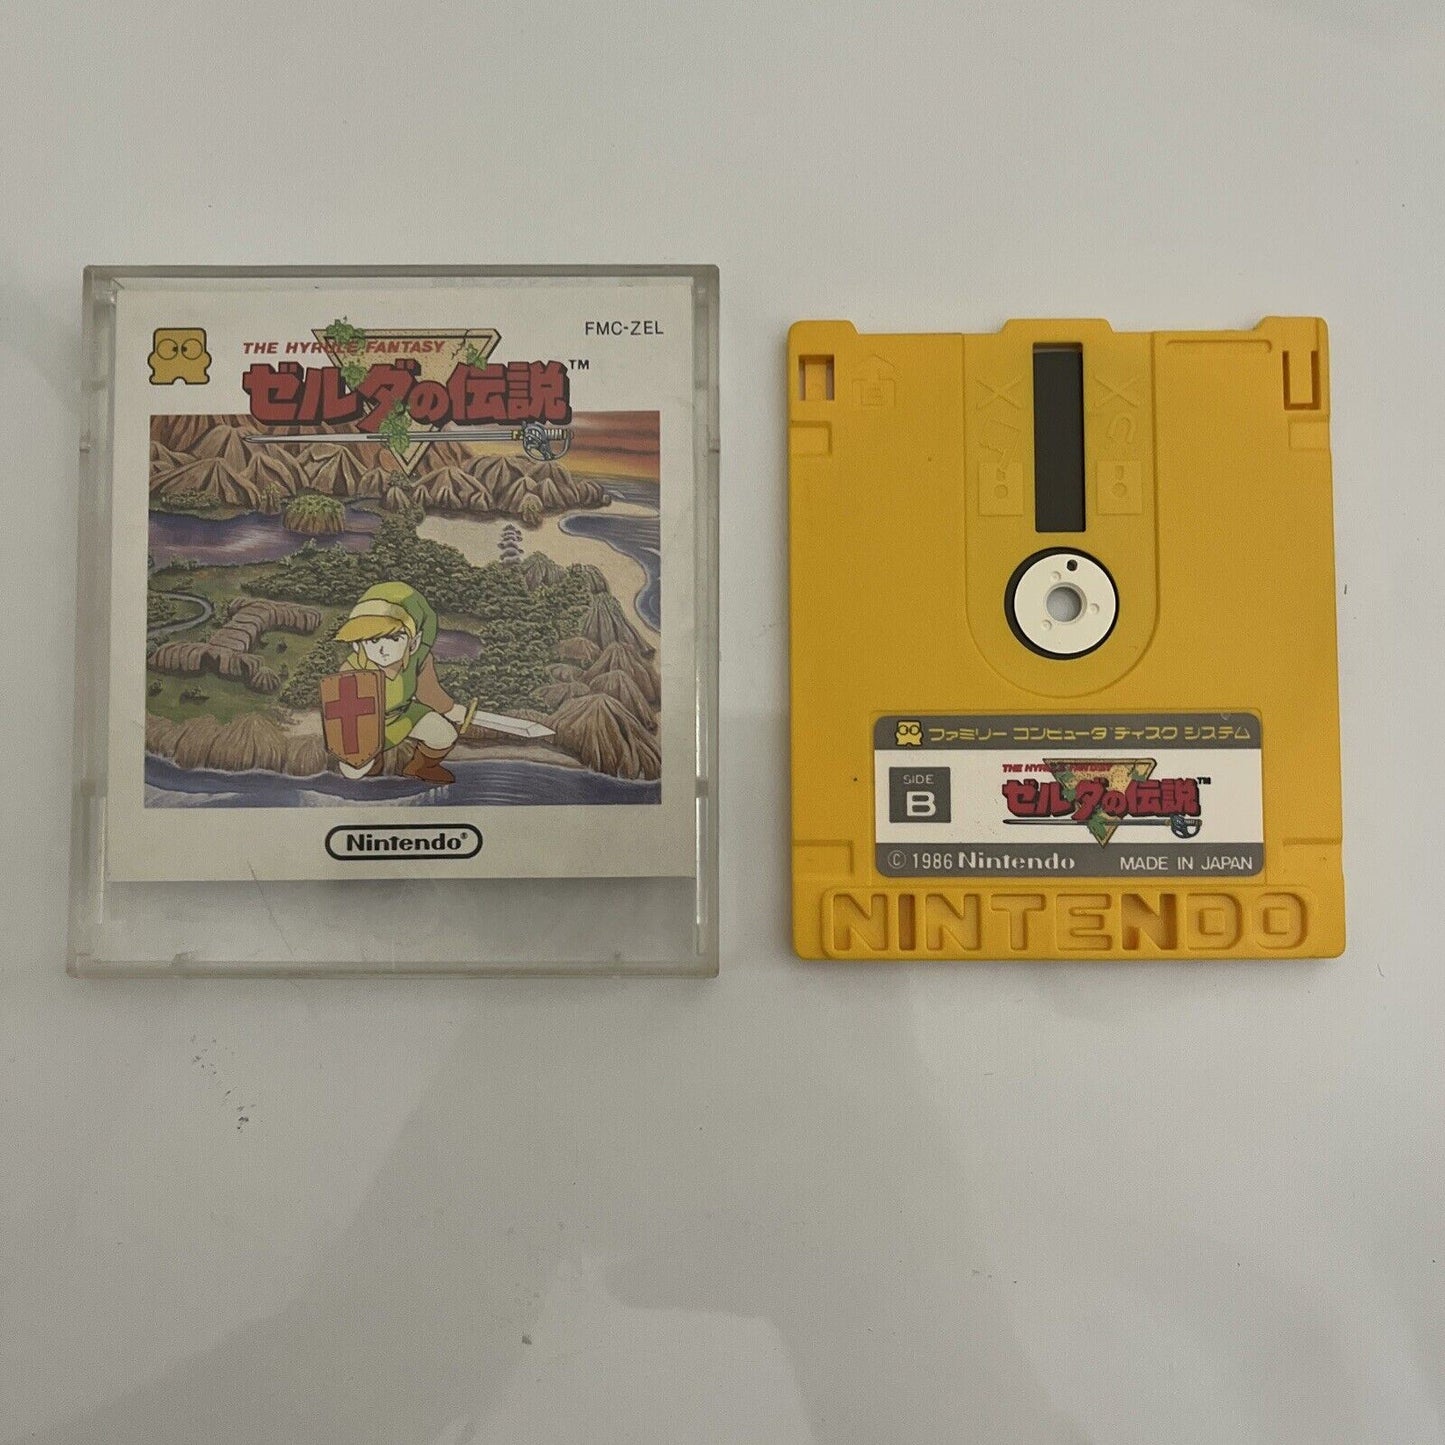 FMC-ZEL
THE HYRULE FANTASY
ゼルダの伝説™
Nintendo®
ファミリー コンピュータ ディスク システム
SIDE
B
THE HYRULE FANTASY
ゼルダの伝説™
© 1986 Nintendo MADE IN JAPAN
NINTENDO